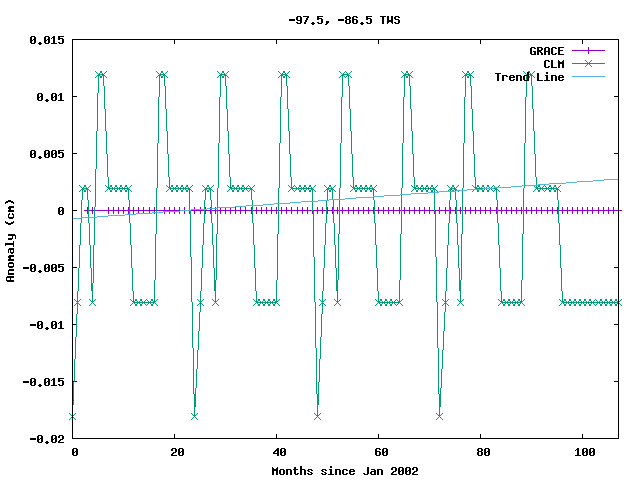 -97.5, -86.5 TWS
GRACE
CLM
Trend Line
0.015
0.01
0.005
0
-0.005
-0.01
-0.015
-0.02
Anomaly (cm)
0 20 40 60 80 100
Months since Jan 2002